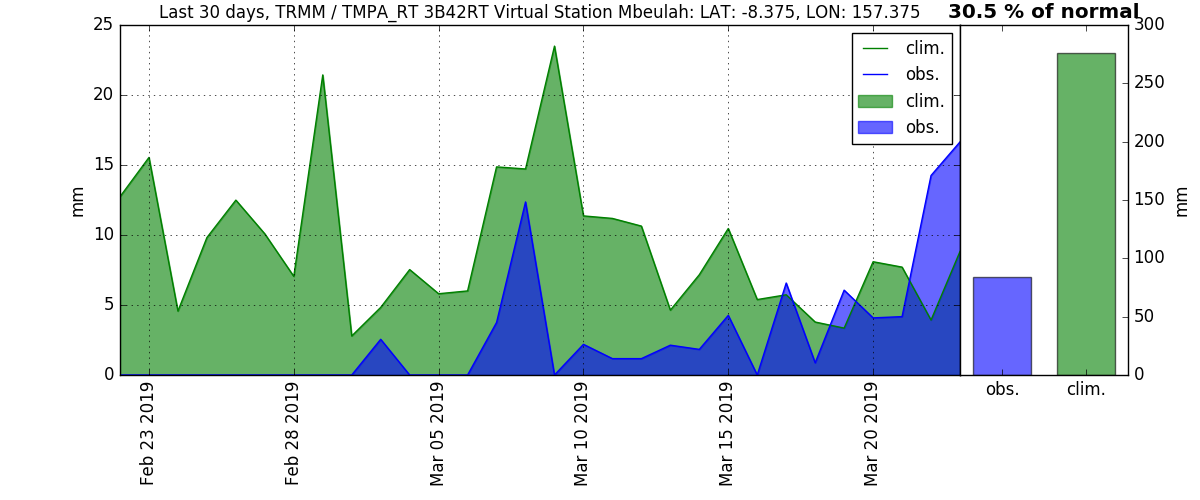 Last 30 days, TRMM / TMPA_RT 3B42RT Virtual Station Mbeulah: LAT: -8.375, LON: 157.375
30.5 % of normal
25
20
15
10
5
0
mm
clim.
obs.
clim.
obs.
300
250
200
150
100
50
0
mm
obs.
clim.
Feb 23 2019
Feb 28 2019
Mar 05 2019
Mar 10 2019
Mar 15 2019
Mar 20 2019